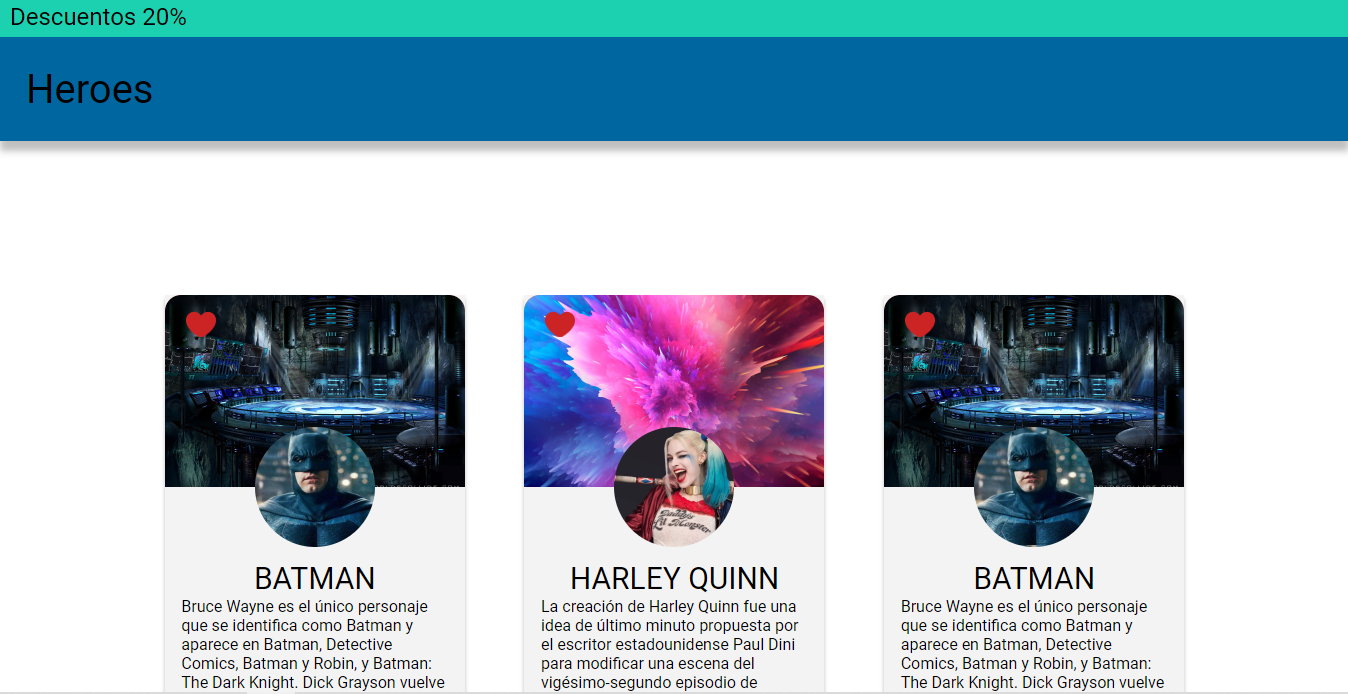 Descuentos 20%
Heroes
BATMAN
Bruce Wayne es el único personaje
que se identifica como Batman y
aparece en Batman, Detective
Comics, Batman y Robin, y Batman:
The Dark Knight. Dick Grayson vuelve
HARLEY QUINN
La creación de Harley Quinn fue una
idea de último minuto propuesta por
el escritor estadounidense Paul Dini
para modificar una escena del
vigésimo-segundo episodio de
BATMAN
Bruce Wayne es el único personaje
que se identifica como Batman y
aparece en Batman, Detective
Comics, Batman y Robin, y Batman:
The Dark Knight. Dick Grayson vuelve